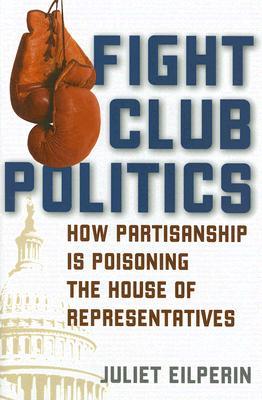 FIGHT
CLUB
POLITICS
HOW PARTISANSHIP
IS POISONING
THE HOUSE OF
REPRESENTATIVES
JULIET EILPERIN